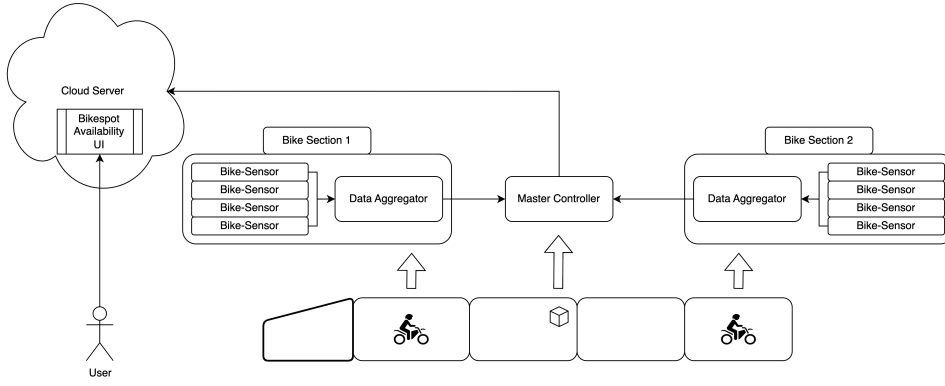 Cloud Server
Bikespot
Availability
UI
User
Bike Section 1
Bike-Sensor
Bike-Sensor
Bike-Sensor
Bike-Sensor
Data Aggregator
Master Controller
Bike Section 2
Data Aggregator
Bike-Sensor
Bike-Sensor
Bike-Sensor
Bike-Sensor